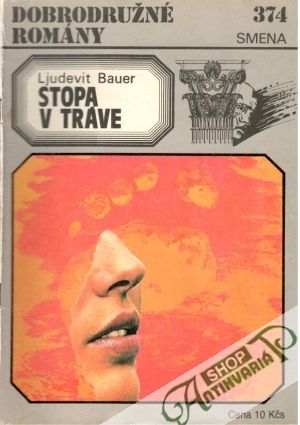 DOBRODRUŽNÉ
ROMÁNY
374
SMENA
Ljudevit Bauer
STOPA
V TRÁVE
SHOP
ANTIKVARIÁT
Cena 10 Kčs